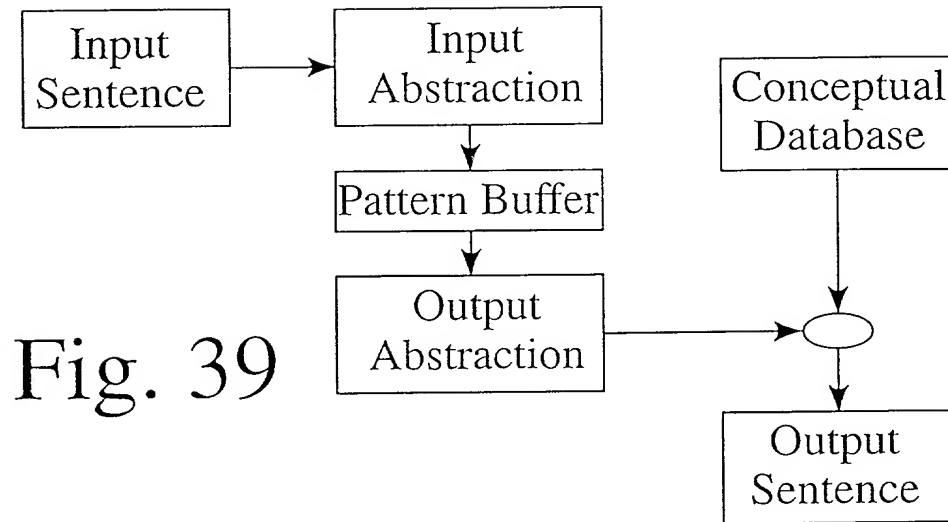 Input
Sentence
Input
Abstraction
Conceptual
Database
Pattern Buffer
Output
Abstraction
Fig. 39
Output
Sentence